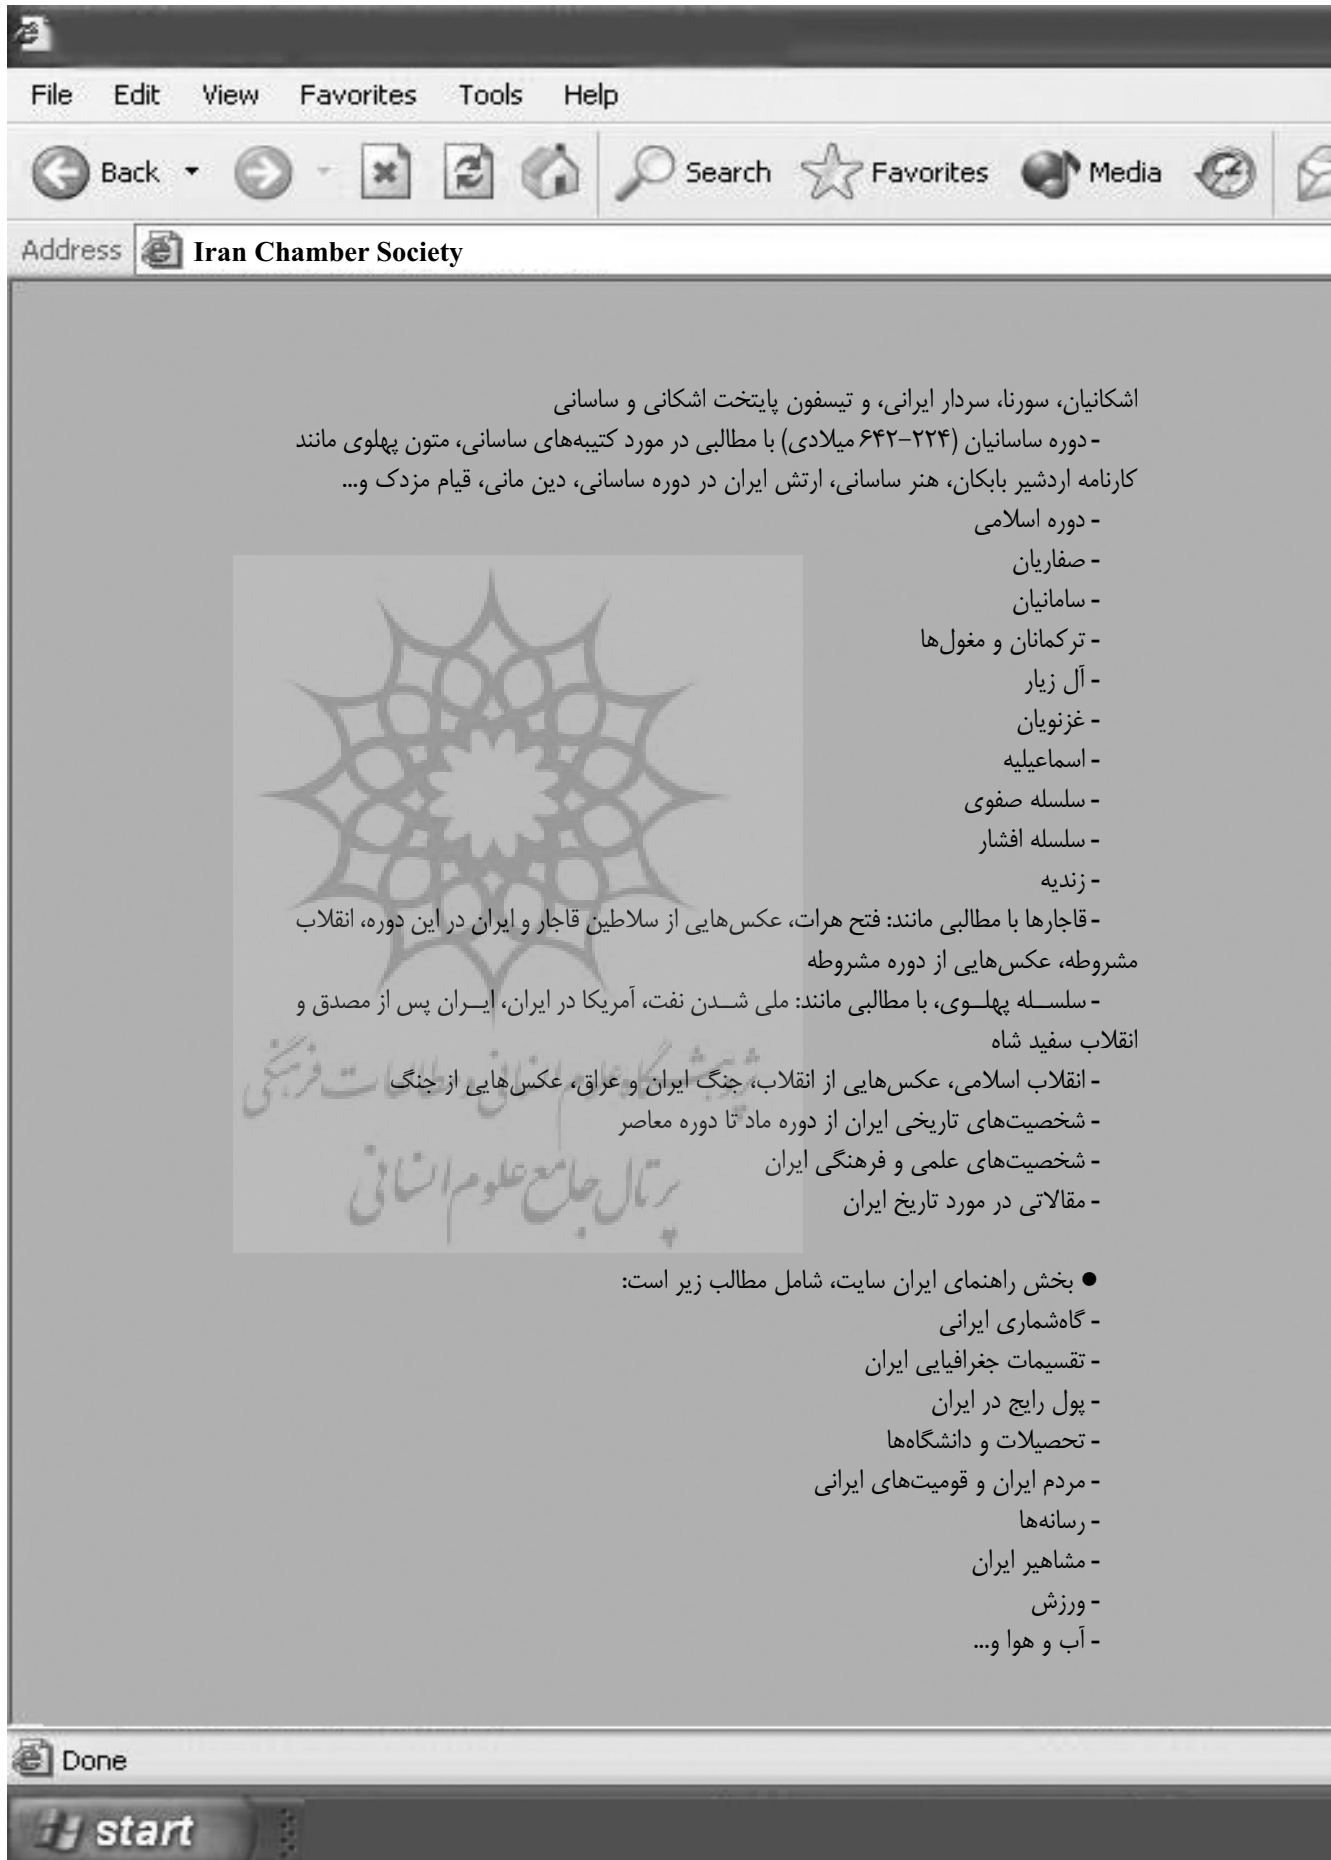 File Edit View Favorites Tools Help
Back Search Favorites Media
Address Iran Chamber Society
اشکانیان، سورنا، سردار ایرانی، و تیسفون پایتخت اشکانی و ساسانی
- دوره ساسانیان (۲۲۴–۶۴۲ میلادی) با مطالبی در مورد کتیبه‌های ساسانی، متون پهلوی مانند
کارنامه اردشیر بابکان، هنر ساسانی، ارتش ایران در دوره ساسانی، دین مانی، قیام مزدک و...
- دوره اسلامی
- صفاریان
- سامانیان
- ترکمانان و مغول‌ها
- آل زیار
- غزنویان
- اسماعیلیه
- سلسله صفوی
- سلسله افشار
- زندیه
- قاجارها با مطالبی مانند: فتح هرات، عکس‌هایی از سلاطین قاجار و ایران در این دوره، انقلاب
مشروطه، عکس‌هایی از دوره مشروطه
- سلسـله پهلـوی، با مطالبی مانند: ملی شـدن نفت، آمریکا در ایران، ایـران پس از مصدق و
انقلاب سفید شاه
- انقلاب اسلامی، عکس‌هایی از انقلاب، جنگ ایران و عراق، عکس‌هایی از جنگ
- شخصیت‌های تاریخی ایران از دوره ماد تا دوره معاصر
- شخصیت‌های علمی و فرهنگی ایران
- مقالاتی در مورد تاریخ ایران
پژوهشگاه علوم انسانی و مطالعات فرهنگی
پرتال جامع علوم انسانی
● بخش راهنمای ایران سایت، شامل مطالب زیر است:
- گاه‌شماری ایرانی
- تقسیمات جغرافیایی ایران
- پول رایج در ایران
- تحصیلات و دانشگاه‌ها
- مردم ایران و قومیت‌های ایرانی
- رسانه‌ها
- مشاهیر ایران
- ورزش
- آب و هوا و...
Done
start